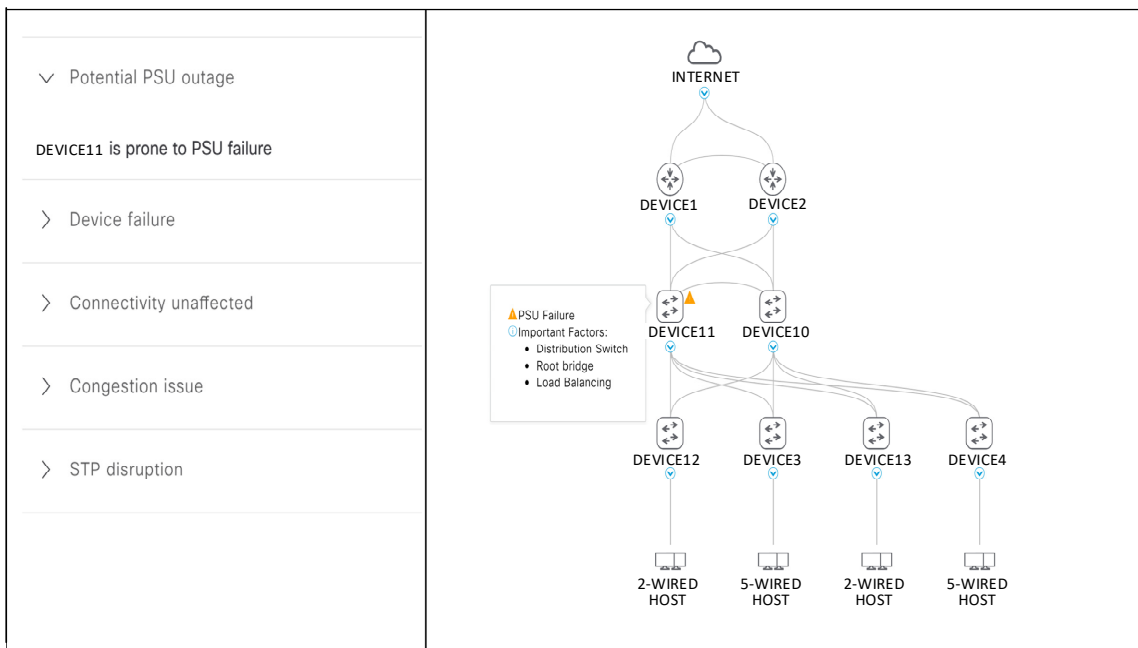 Potential PSU outage
DEVICE11 is prone to PSU failure
Device failure
Connectivity unaffected
Congestion issue
STP disruption
INTERNET
DEVICE1
DEVICE2
PSU Failure
Important Factors:
• Distribution Switch
• Root bridge
• Load Balancing
DEVICE11
DEVICE10
DEVICE12
DEVICE3
DEVICE13
DEVICE4
2-WIRED
HOST
5-WIRED
HOST
2-WIRED
HOST
5-WIRED
HOST